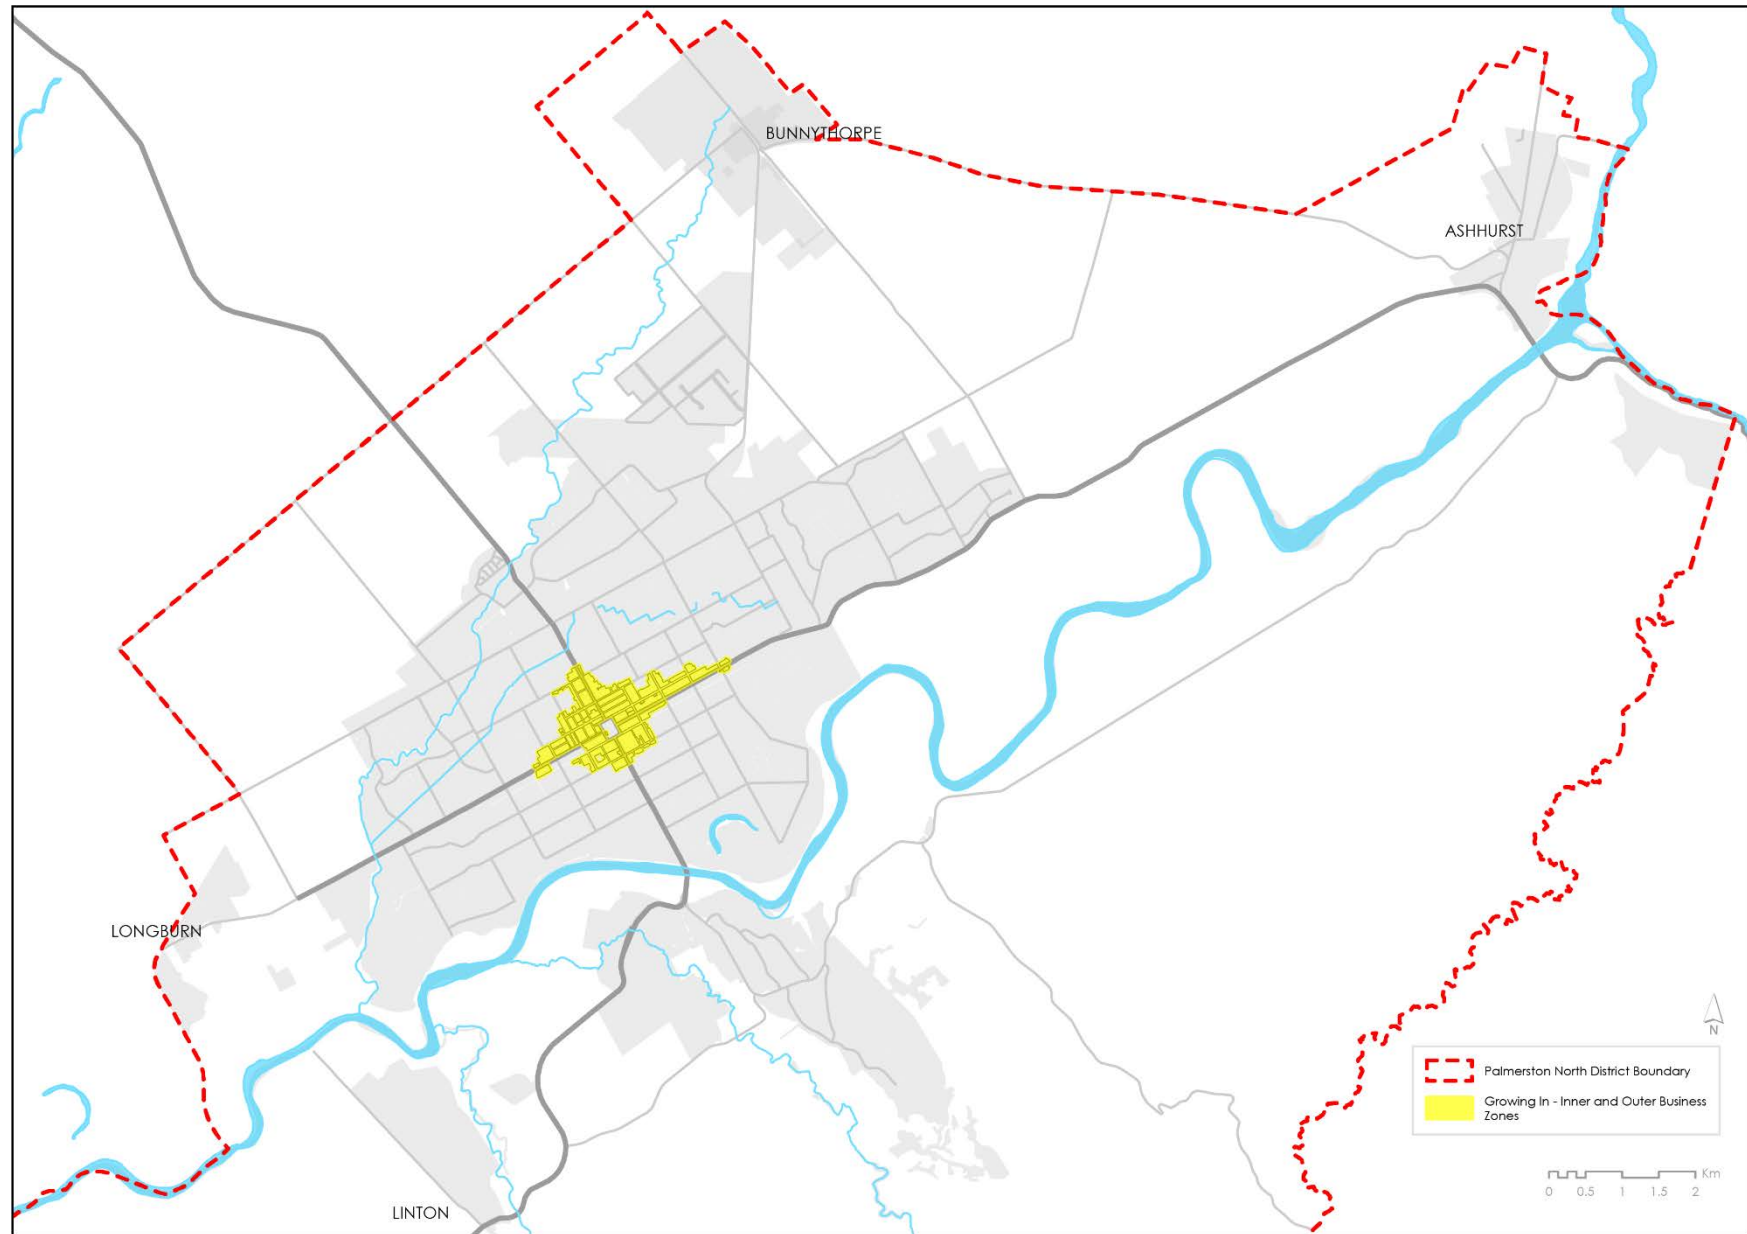 BUNNYTHORPE
ASHHURST
LONGBURN
LINTON
N
Palmerston North District Boundary
Growing In - Inner and Outer Business
Zones
Km
0 0.5 1 1.5 2